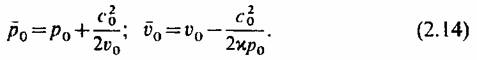 p̄₀ = p₀ + c₀²/2v₀; v̄₀ = v₀ − c₀²/2ϰp₀. (2.14)